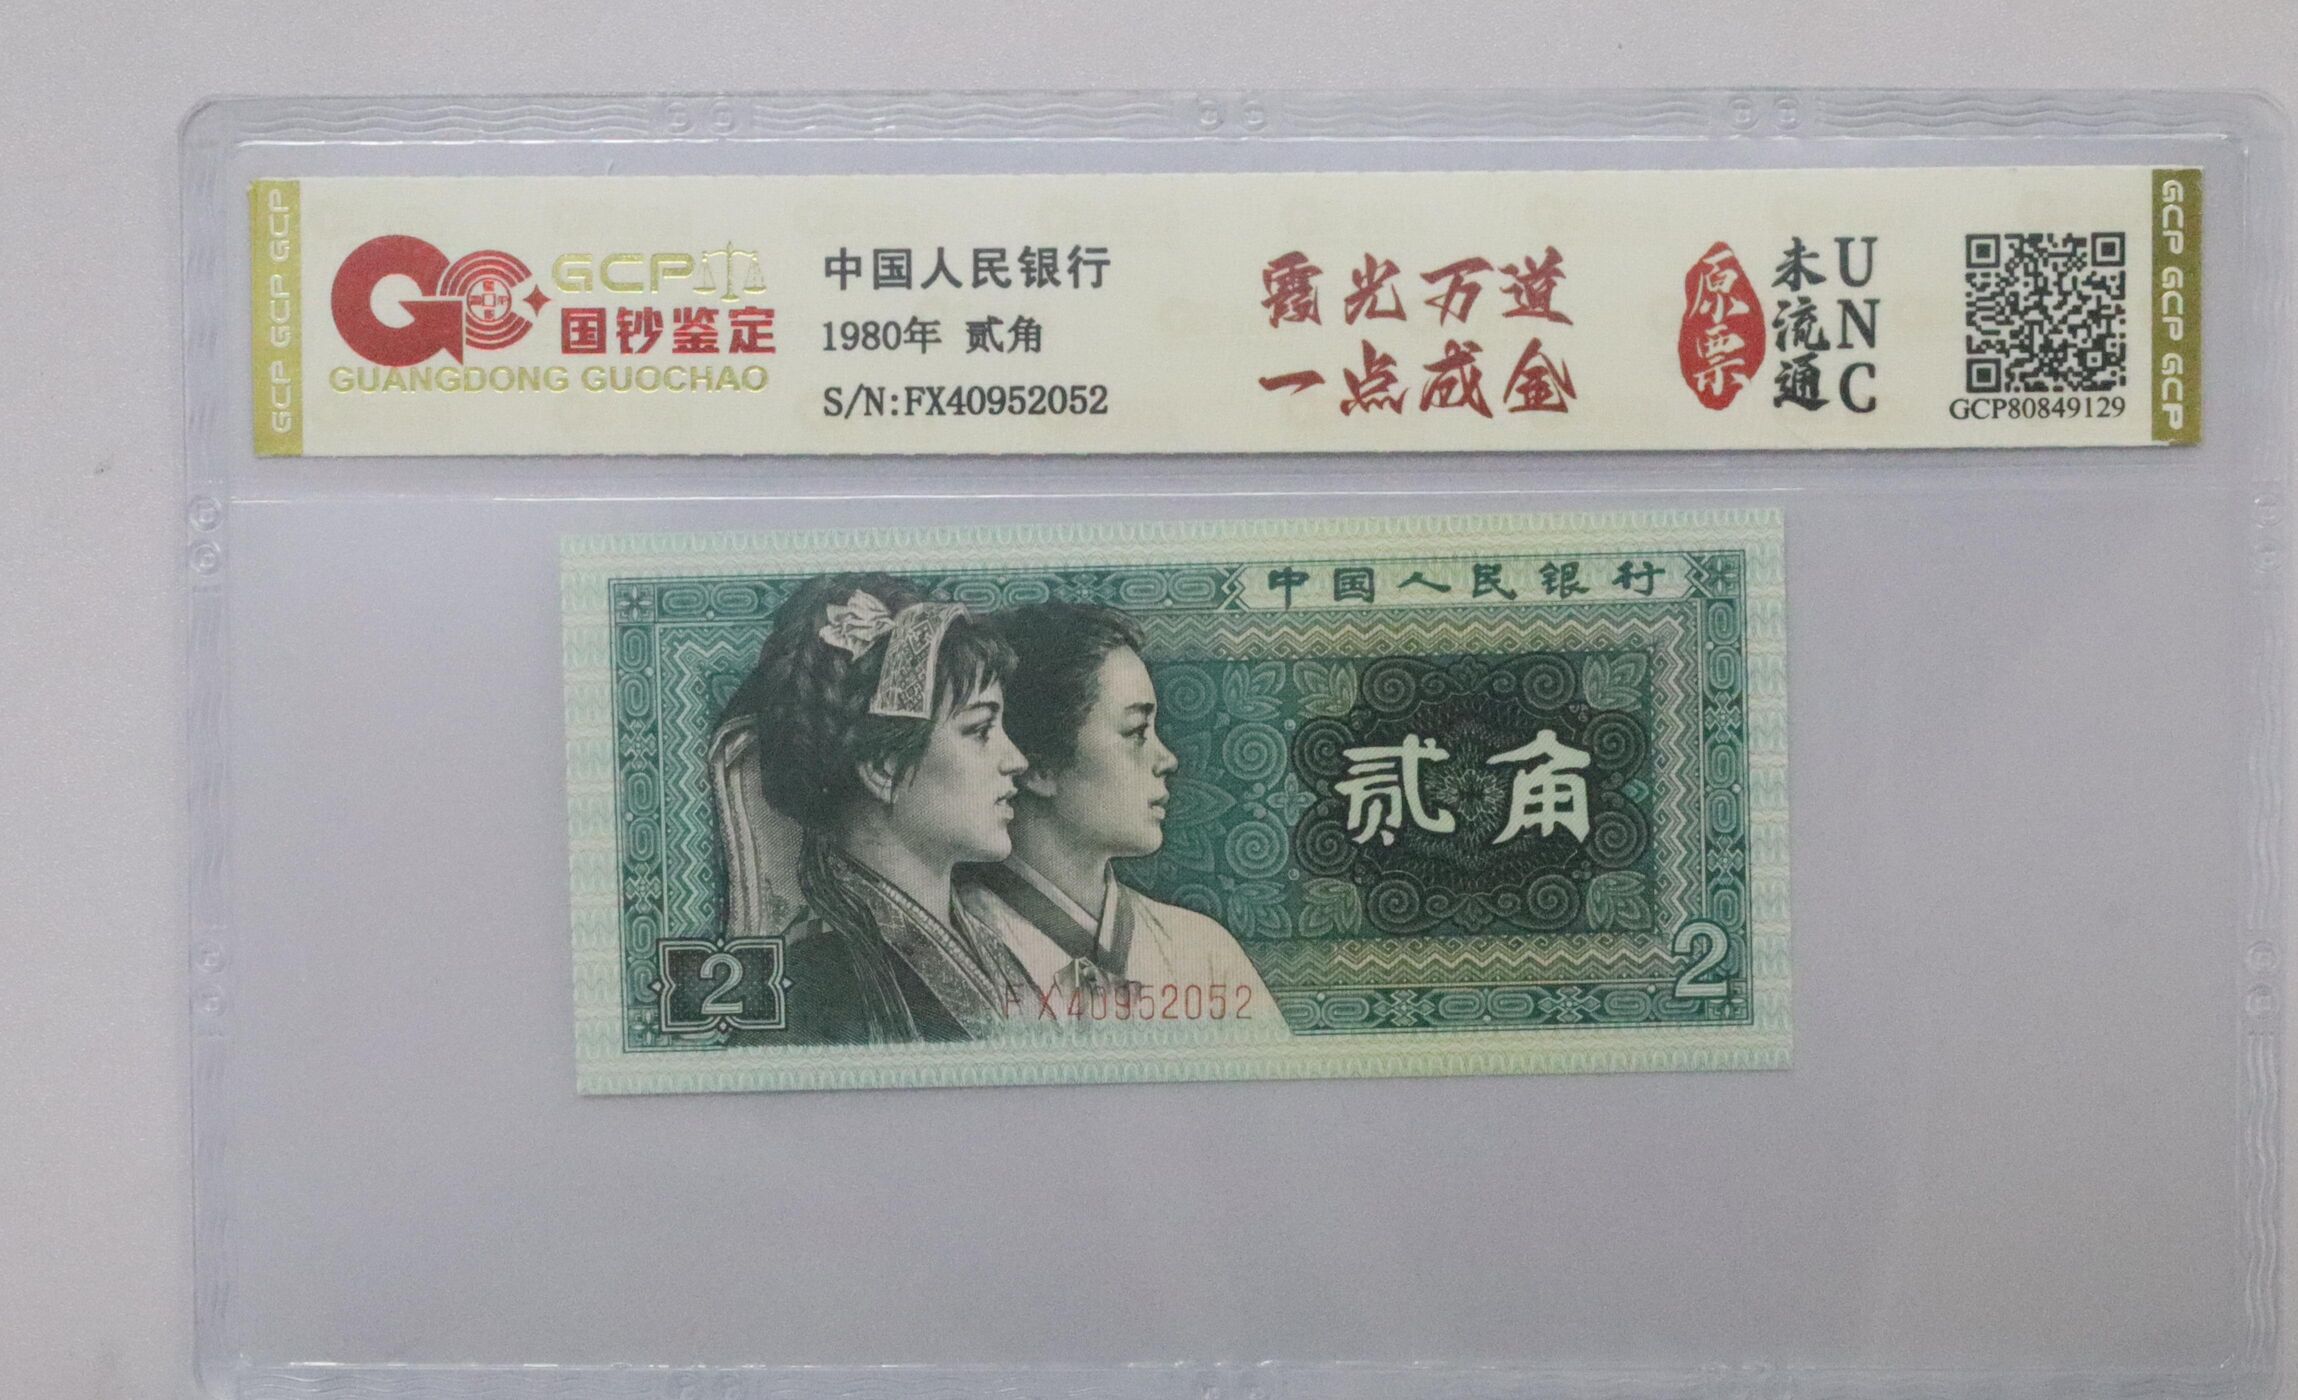 GCP GCP GCP
GCP
国钞鉴定
GUANGDONG GUOCHAO
中国人民银行
1980年 贰角
S/N:FX40952052
霞光万道
一点成金
原票
未流通
UNC
GCP80849129
GCP GCP GCP
中国人民银行
贰角
2
FX40952052
2